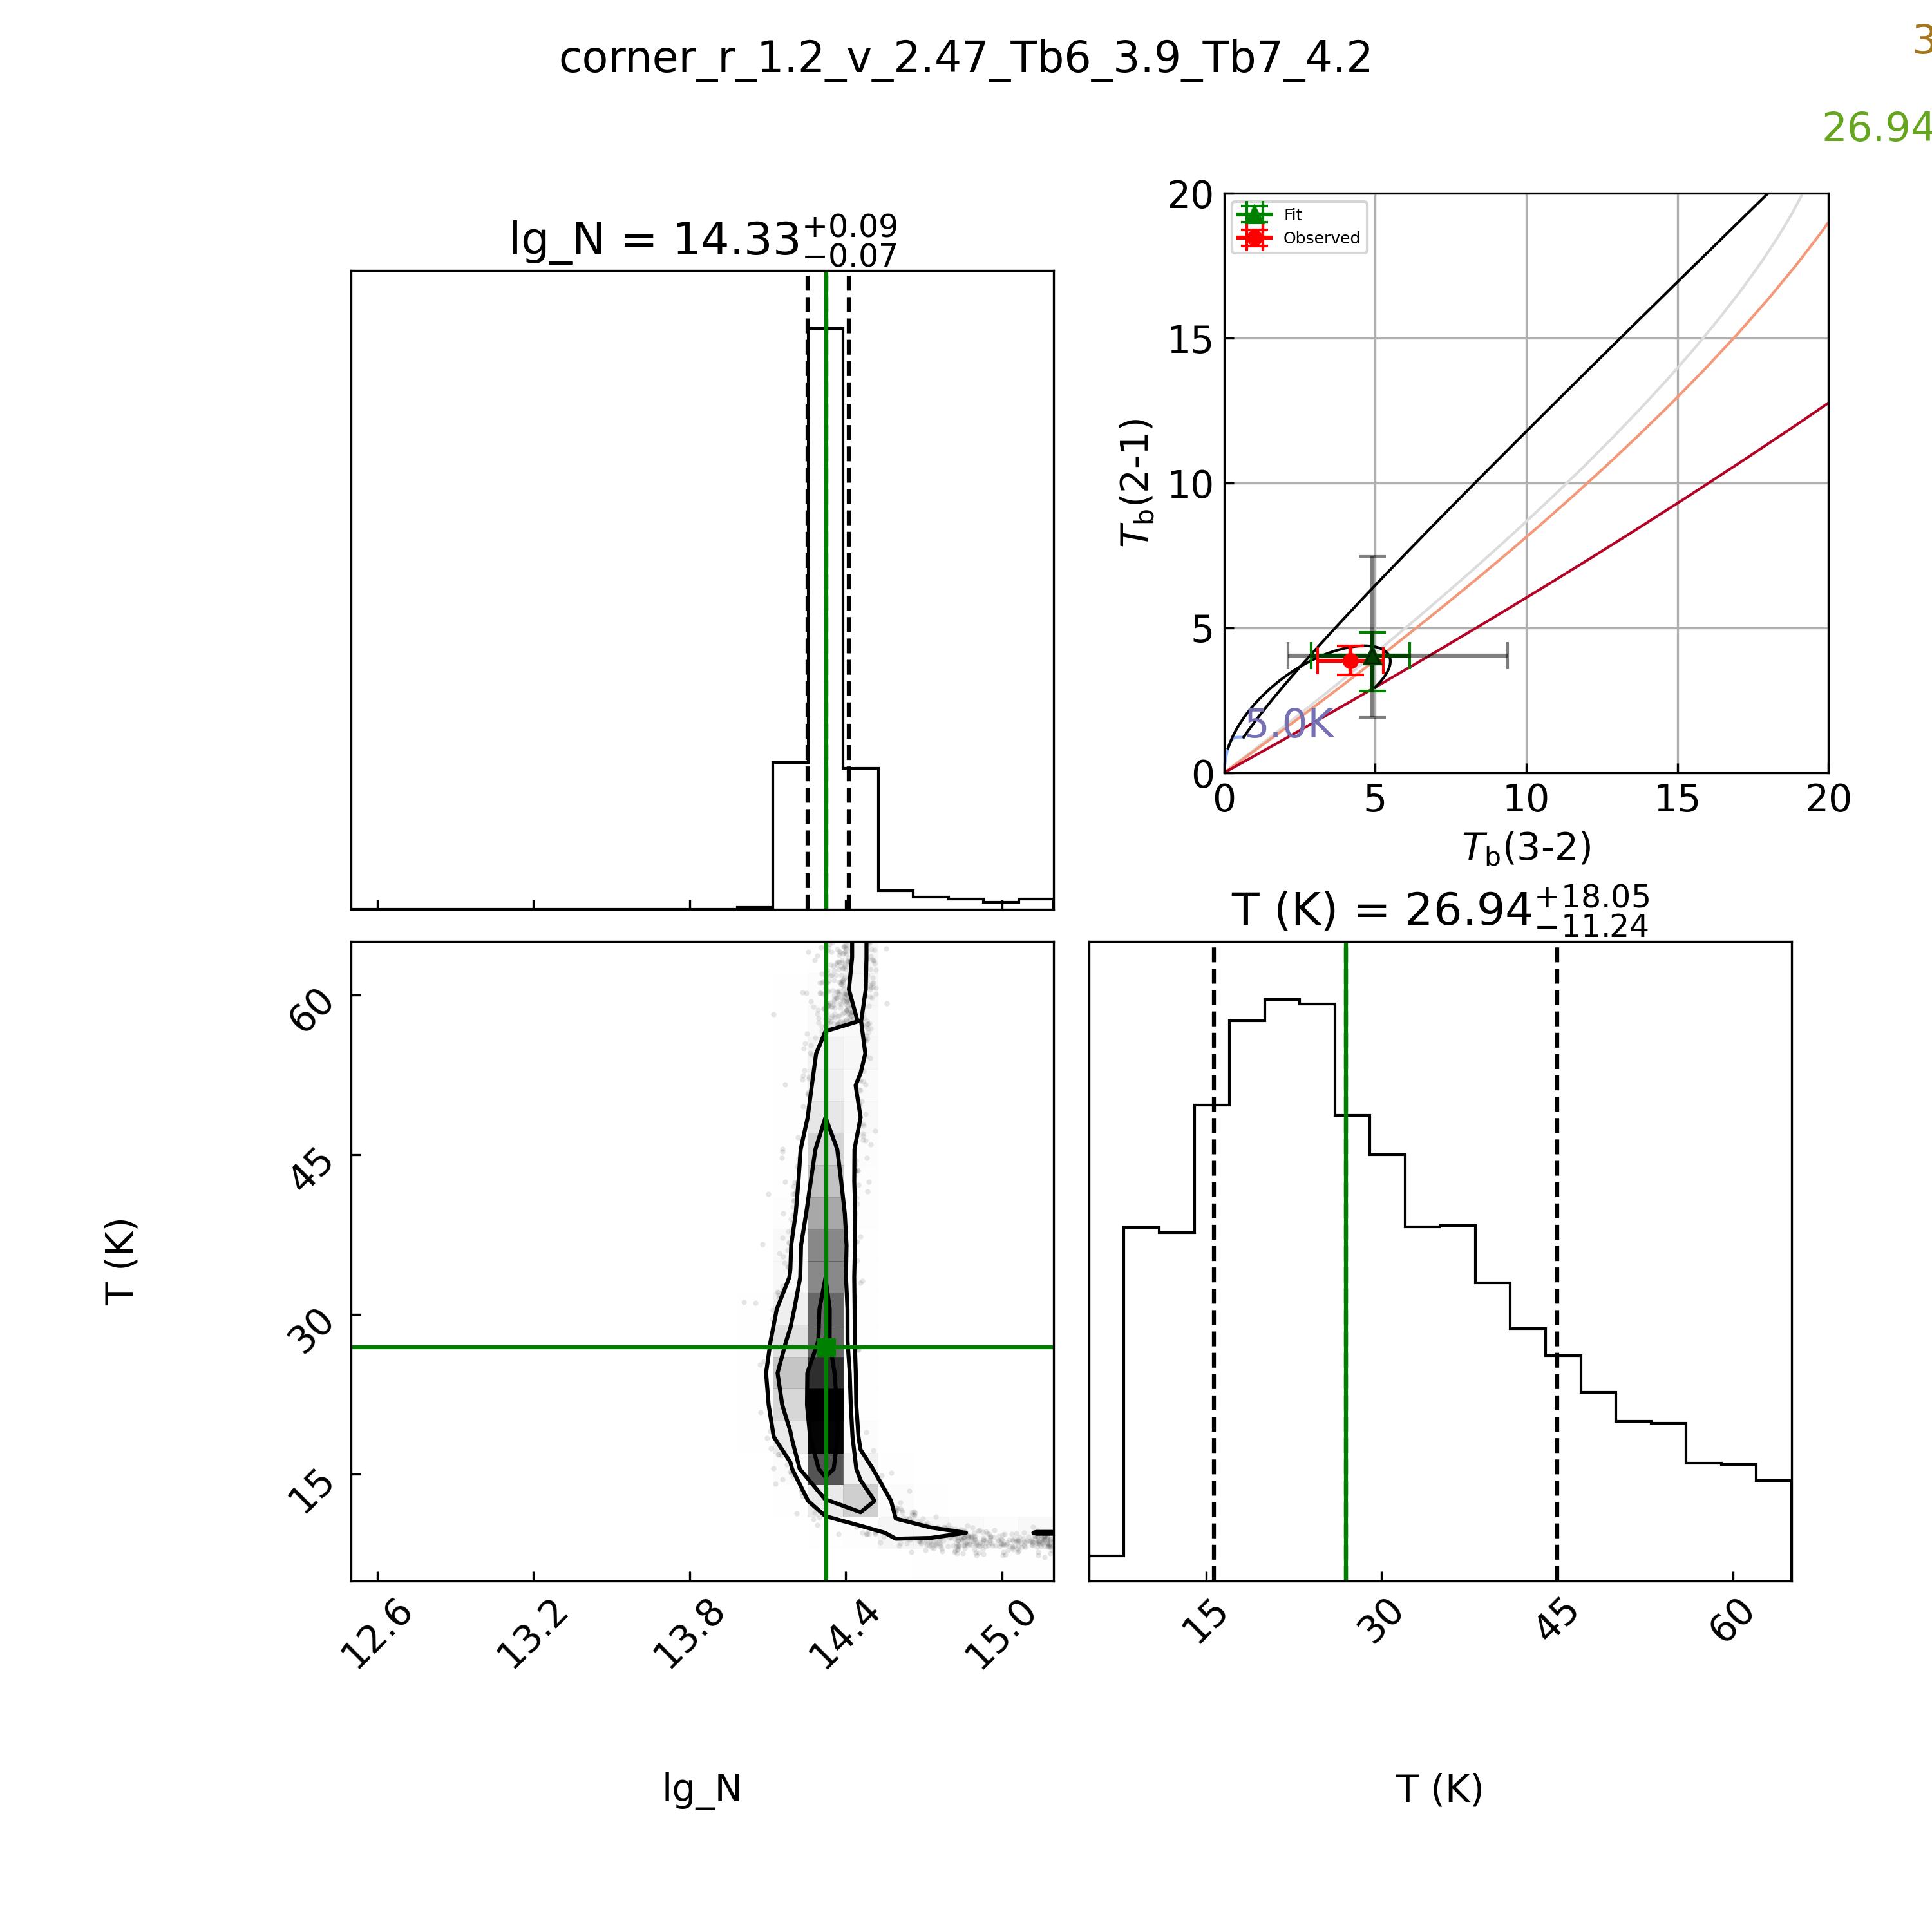 corner_r_1.2_v_2.47_Tb6_3.9_Tb7_4.2
3
26.94
lg_N = 14.33 +0.09 −0.07
20
15
10
5
0
Fit
Observed
5.0K
T_b(2-1)
0 5 10 15 20
T_b(3-2)
T (K) = 26.94 +18.05 −11.24
60
45
30
15
T (K)
12.6 13.2 13.8 14.4 15.0
15 30 45 60
lg_N
T (K)